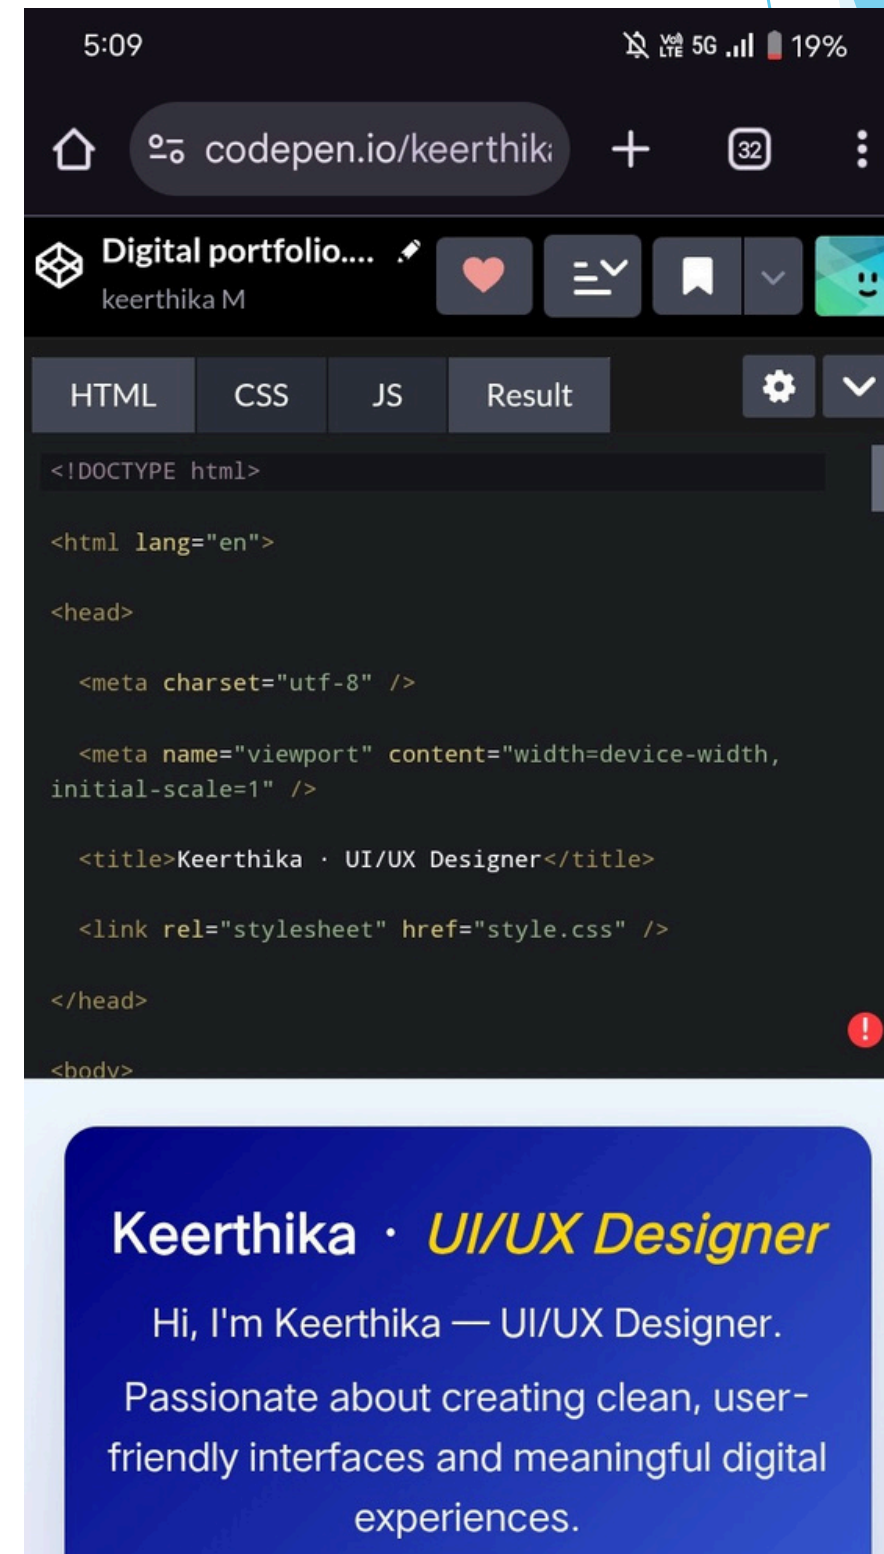 5:09 Vo) LTE 5G 19%
codepen.io/keerthika 32
Digital portfolio....
keerthika M
HTML CSS JS Result
<!DOCTYPE html>
<html lang="en">
<head>
<meta charset="utf-8" />
<meta name="viewport" content="width=device-width,
initial-scale=1" />
<title>Keerthika · UI/UX Designer</title>
<link rel="stylesheet" href="style.css" />
</head>
<body>
Keerthika · UI/UX Designer
Hi, I'm Keerthika — UI/UX Designer.
Passionate about creating clean, user-
friendly interfaces and meaningful digital
experiences.